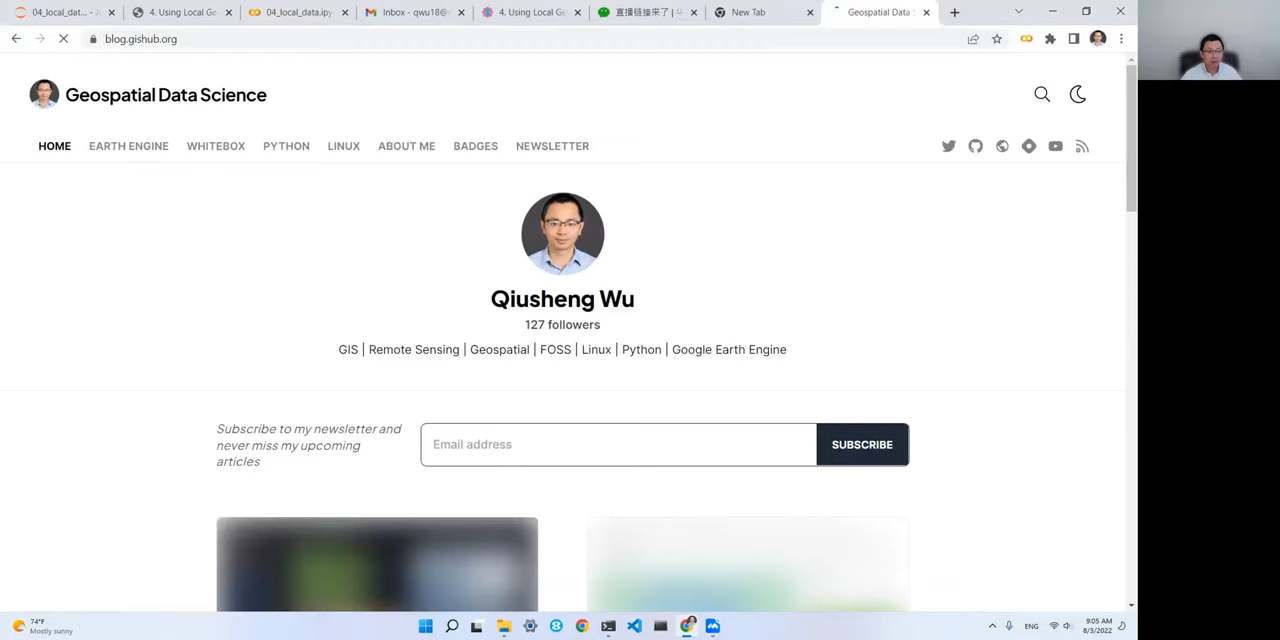 04_local_dat... - Ju
4. Using Local Ge
04_local_data.ipy
Inbox - qwu18@
4. Using Local Ge
直播链接来了 | 华
New Tab
Geospatial Data
blog.gishub.org
Geospatial Data Science
HOME
EARTH ENGINE
WHITEBOX
PYTHON
LINUX
ABOUT ME
BADGES
NEWSLETTER
Qiusheng Wu
127 followers
GIS | Remote Sensing | Geospatial | FOSS | Linux | Python | Google Earth Engine
Subscribe to my newsletter and
never miss my upcoming
articles
Email address
SUBSCRIBE
74°F
Mostly sunny
ENG
9:05 AM
8/3/2022